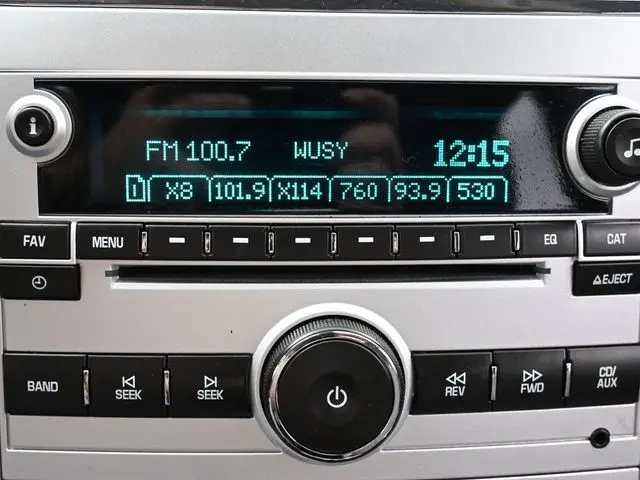 i
FM 100.7 WUSY 12:15
1 X8 101.9 X114 760 93.9 530
FAV MENU EQ CAT
EJECT
BAND SEEK SEEK REV FWD CD/
AUX